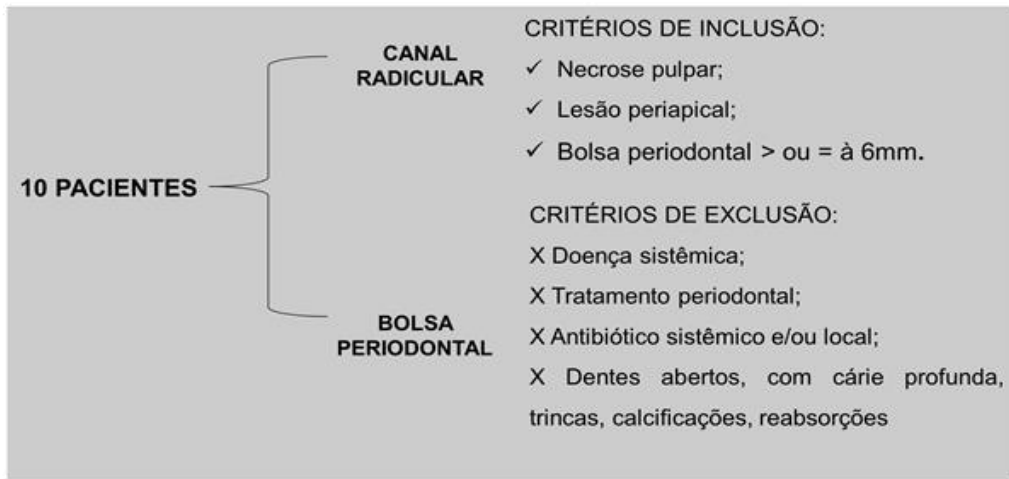 10 PACIENTES
CANAL
RADICULAR
BOLSA
PERIODONTAL
CRITÉRIOS DE INCLUSÃO:
✓ Necrose pulpar;
✓ Lesão periapical;
✓ Bolsa periodontal > ou = à 6mm.
CRITÉRIOS DE EXCLUSÃO:
X Doença sistêmica;
X Tratamento periodontal;
X Antibiótico sistêmico e/ou local;
X Dentes abertos, com cárie profunda,
trincas, calcificações, reabsorções